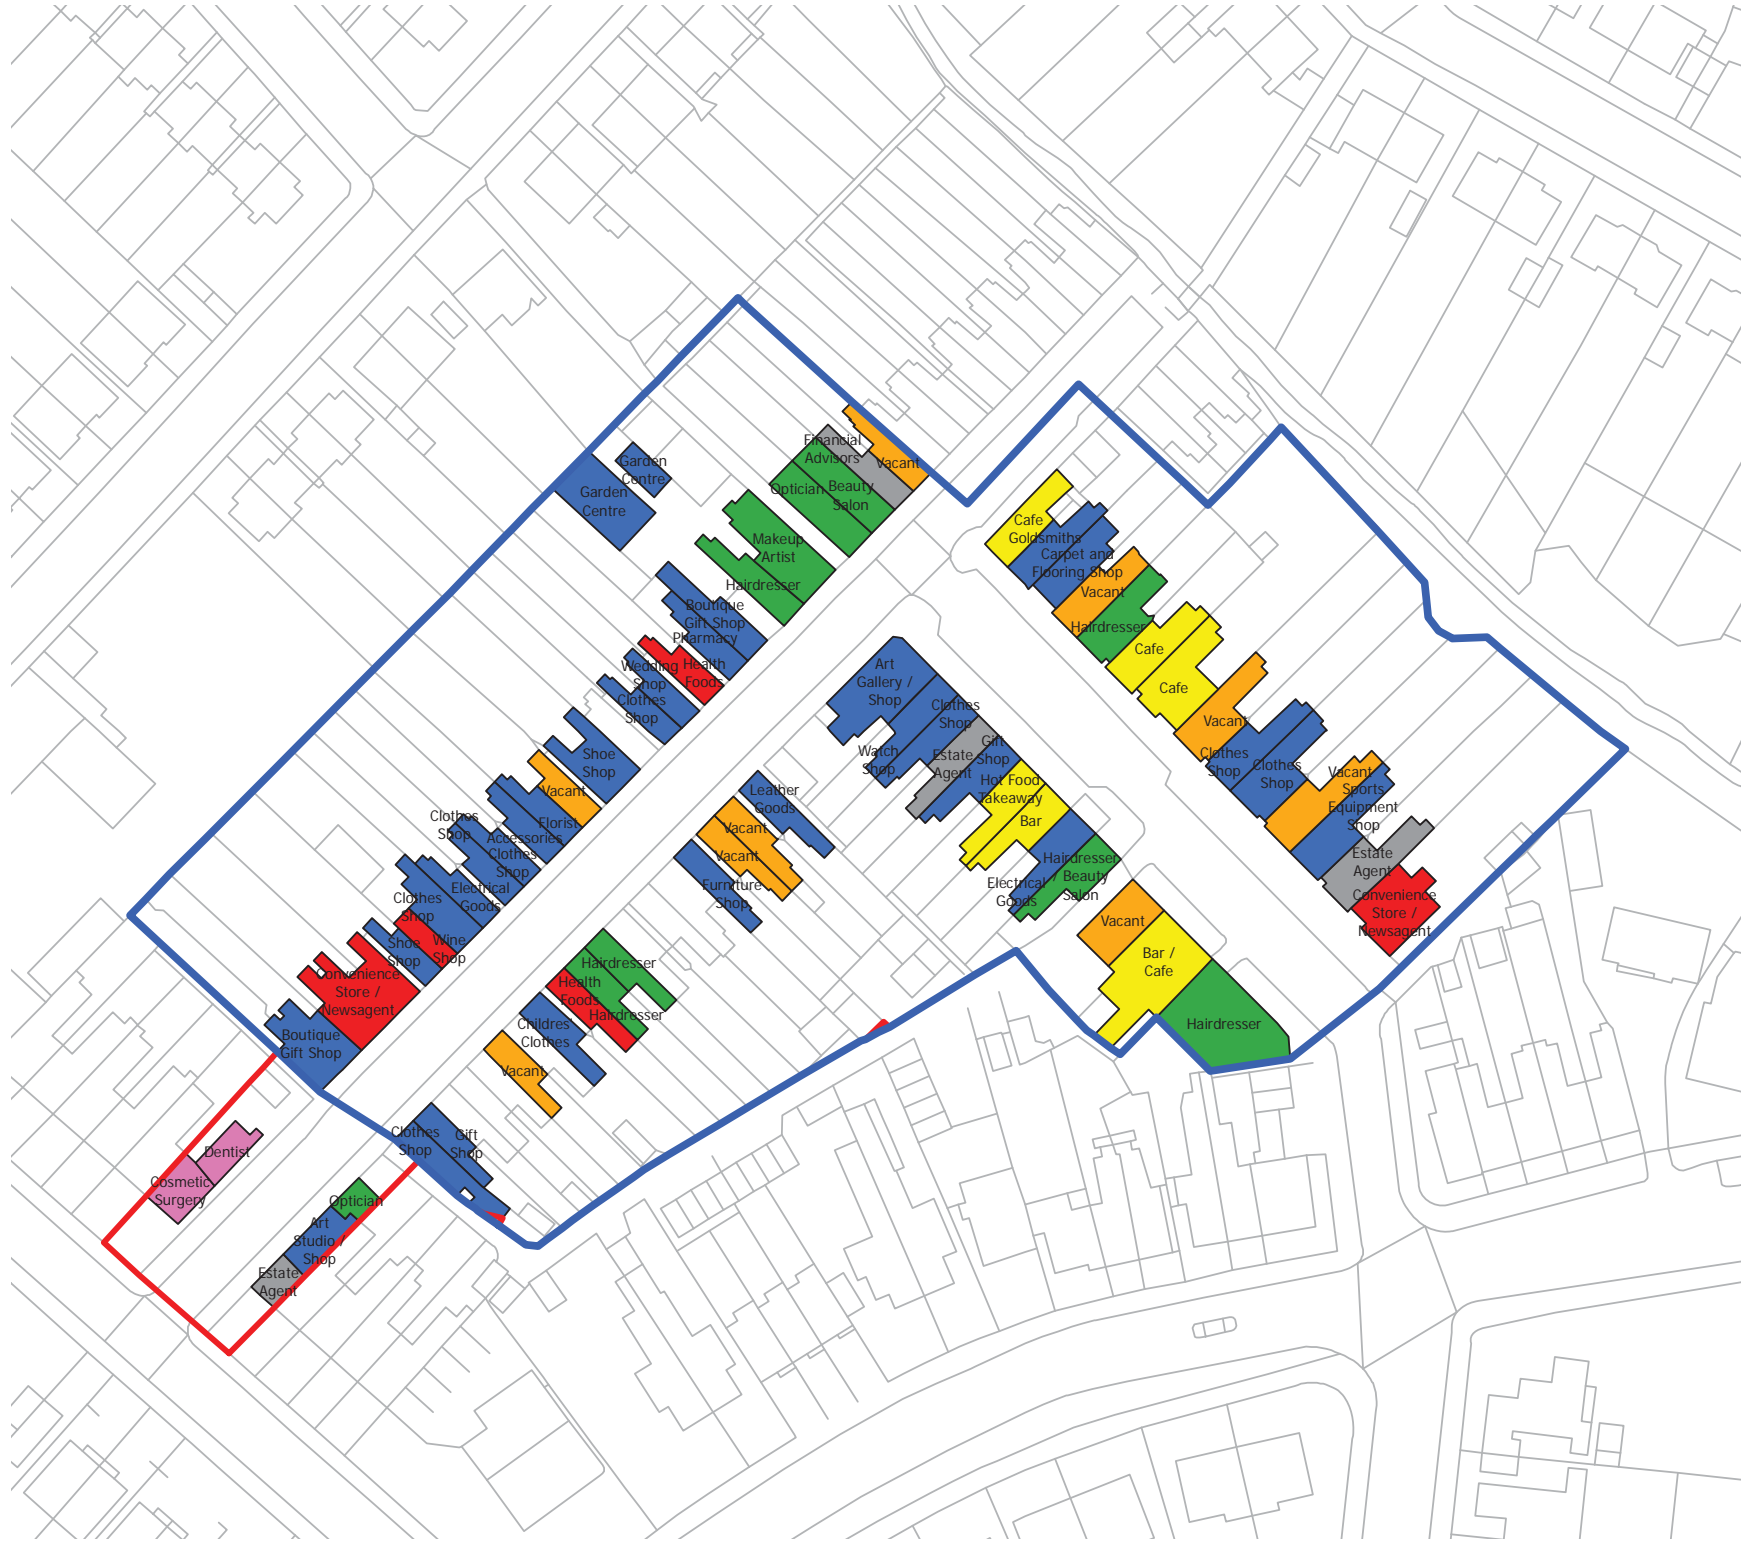 Financial
Advisors
Vacant
Garden
Centre
Garden
Centre
Optician
Beauty
Salon
Makeup
Artist
Hairdresser
Boutique
Gift Shop
Pharmacy
Wedding
Shop
Health
Foods
Clothes
Shop
Shoe
Shop
Vacant
Florist
Accessories
Clothes
Shop
Clothes
Shop
Electrical
Goods
Clothes
Shop
Wine
Shop
Shoe
Shop
Convenience
Store /
Newsagent
Boutique
Gift Shop
Cafe
Goldsmiths
Carpet and
Flooring Shop
Vacant
Hairdresser
Cafe
Cafe
Vacant
Clothes
Shop
Clothes
Shop
Vacant
Sports
Equipment
Shop
Estate
Agent
Convenience
Store /
Newsagent
Art
Gallery /
Shop
Watch
Shop
Clothes
Shop
Estate
Agent
Gift
Shop
Hot Food
Takeaway
Bar
Electrical
Goods
Hairdresser
/ Beauty
Salon
Vacant
Bar /
Cafe
Hairdresser
Leather
Goods
Vacant
Vacant
Furniture
Shop
Hairdresser
Health
Foods
Hairdresser
Childres'
Clothes
Vacant
Clothes
Shop
Gift
Shop
Dentist
Cosmetic
Surgery
Optician
Art
Studio /
Shop
Estate
Agent